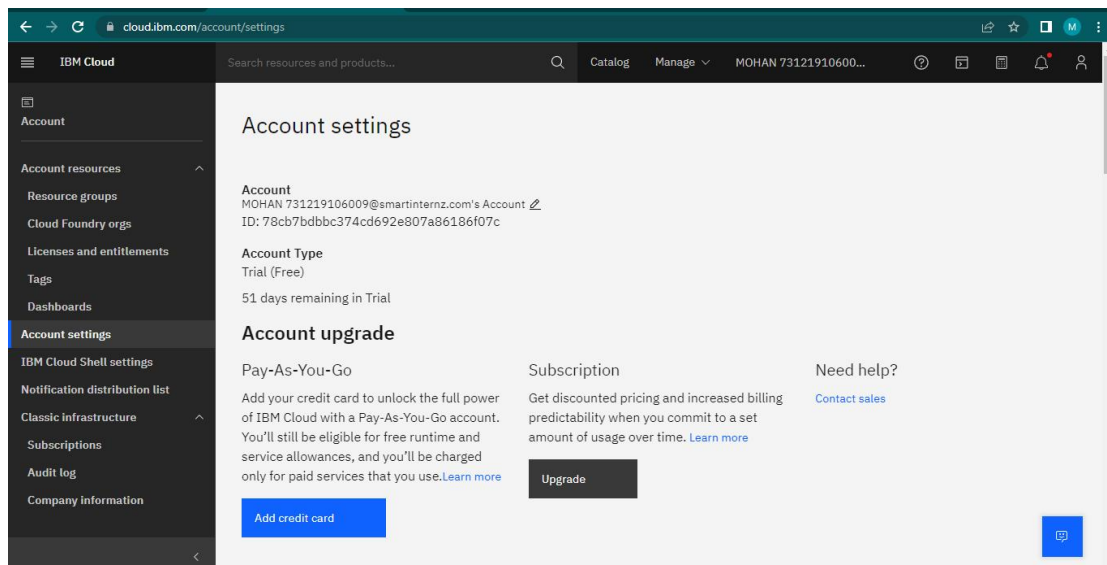 cloud.ibm.com/account/settings
M
IBM Cloud
Search resources and products...
Catalog
Manage
MOHAN 73121910600...
Account
Account resources
Resource groups
Cloud Foundry orgs
Licenses and entitlements
Tags
Dashboards
Account settings
IBM Cloud Shell settings
Notification distribution list
Classic infrastructure
Subscriptions
Audit log
Company information
Account settings
Account
MOHAN 731219106009@smartinternz.com's Account
ID: 78cb7bdbbc374cd692e807a86186f07c
Account Type
Trial (Free)
51 days remaining in Trial
Account upgrade
Pay-As-You-Go
Add your credit card to unlock the full power
of IBM Cloud with a Pay-As-You-Go account.
You'll still be eligible for free runtime and
service allowances, and you'll be charged
only for paid services that you use.Learn more
Add credit card
Subscription
Get discounted pricing and increased billing
predictability when you commit to a set
amount of usage over time. Learn more
Upgrade
Need help?
Contact sales